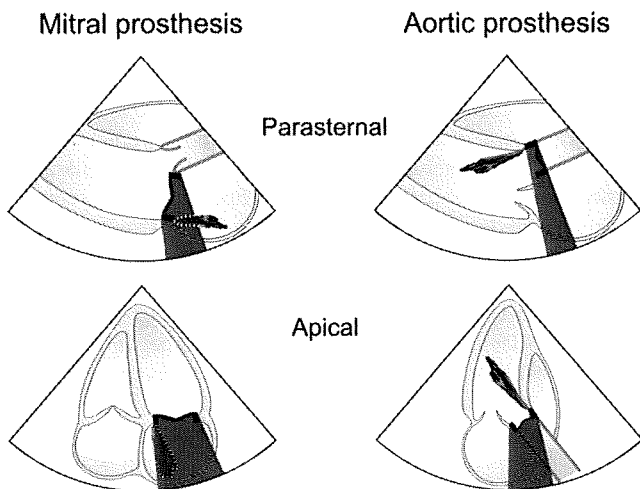 Mitral prosthesis
Aortic prosthesis
Parasternal
Apical